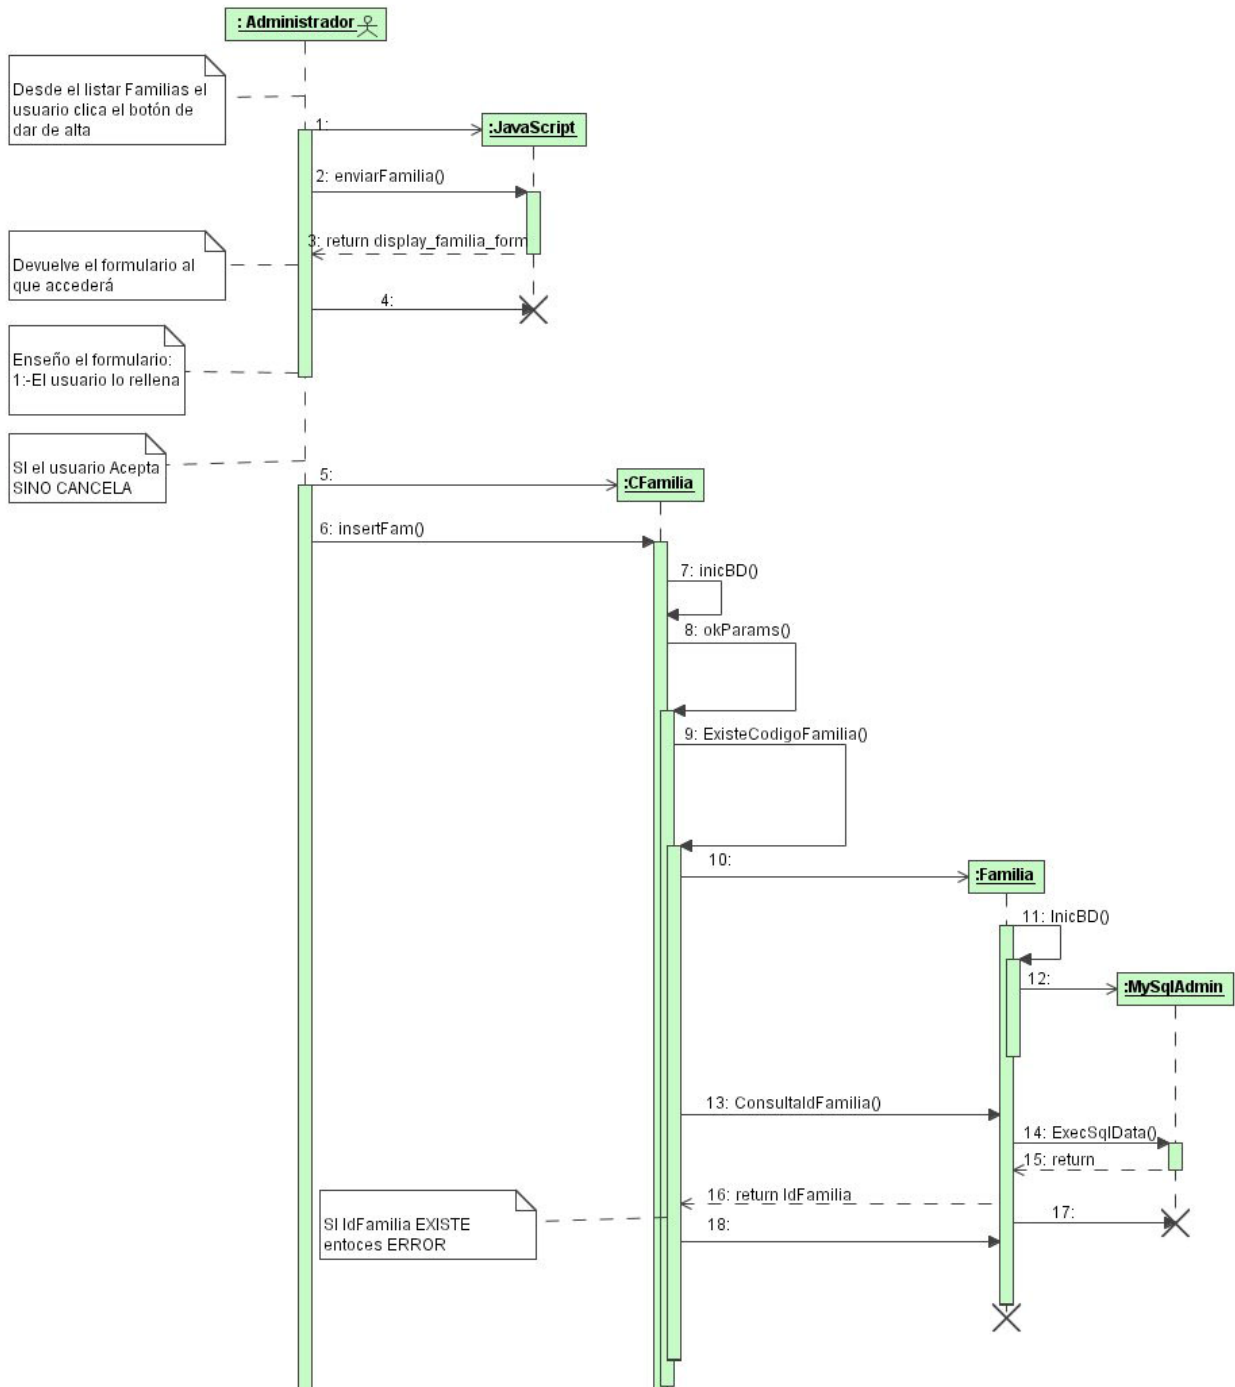 : Administrador
Desde el listar Familias el
usuario clica el botón de
dar de alta
1:
:JavaScript
2: enviarFamilia()
3: return display_familia_form
Devuelve el formulario al
que accederá
4:
Enseño el formulario:
1:-El usuario lo rellena
SI el usuario Acepta
SINO CANCELA
5:
:CFamilia
6: insertFam()
7: inicBD()
8: okParams()
9: ExisteCodigoFamilia()
10:
:Familia
11: InicBD()
12:
:MySqlAdmin
13: ConsultaIdFamilia()
14: ExecSqlData()
15: return
16: return IdFamilia
17:
SI IdFamilia EXISTE
entoces ERROR
18: